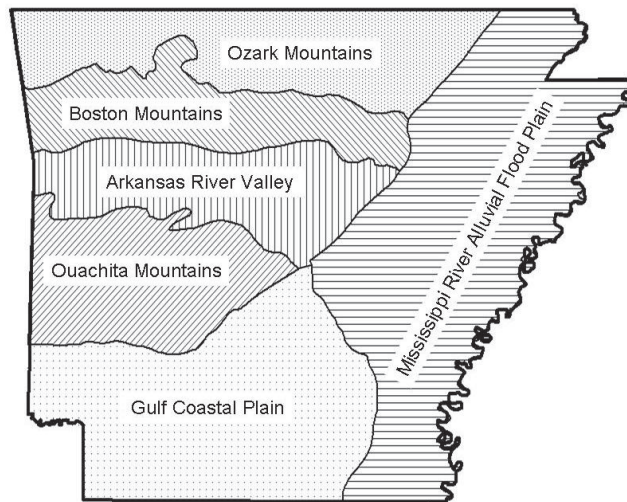 Ozark Mountains
Boston Mountains
Arkansas River Valley
Ouachita Mountains
Mississippi River Alluvial Flood Plain
Gulf Coastal Plain